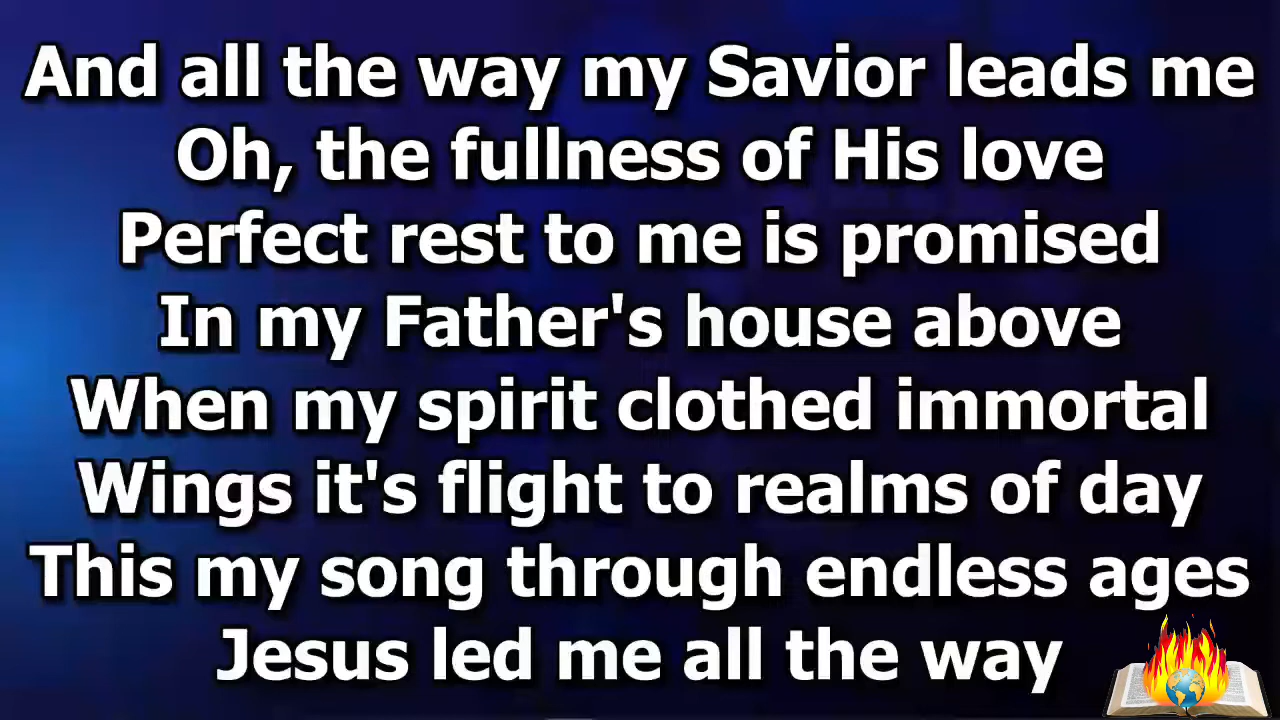 And all the way my Savior leads me
Oh, the fullness of His love
Perfect rest to me is promised
In my Father's house above
When my spirit clothed immortal
Wings it's flight to realms of day
This my song through endless ages
Jesus led me all the way